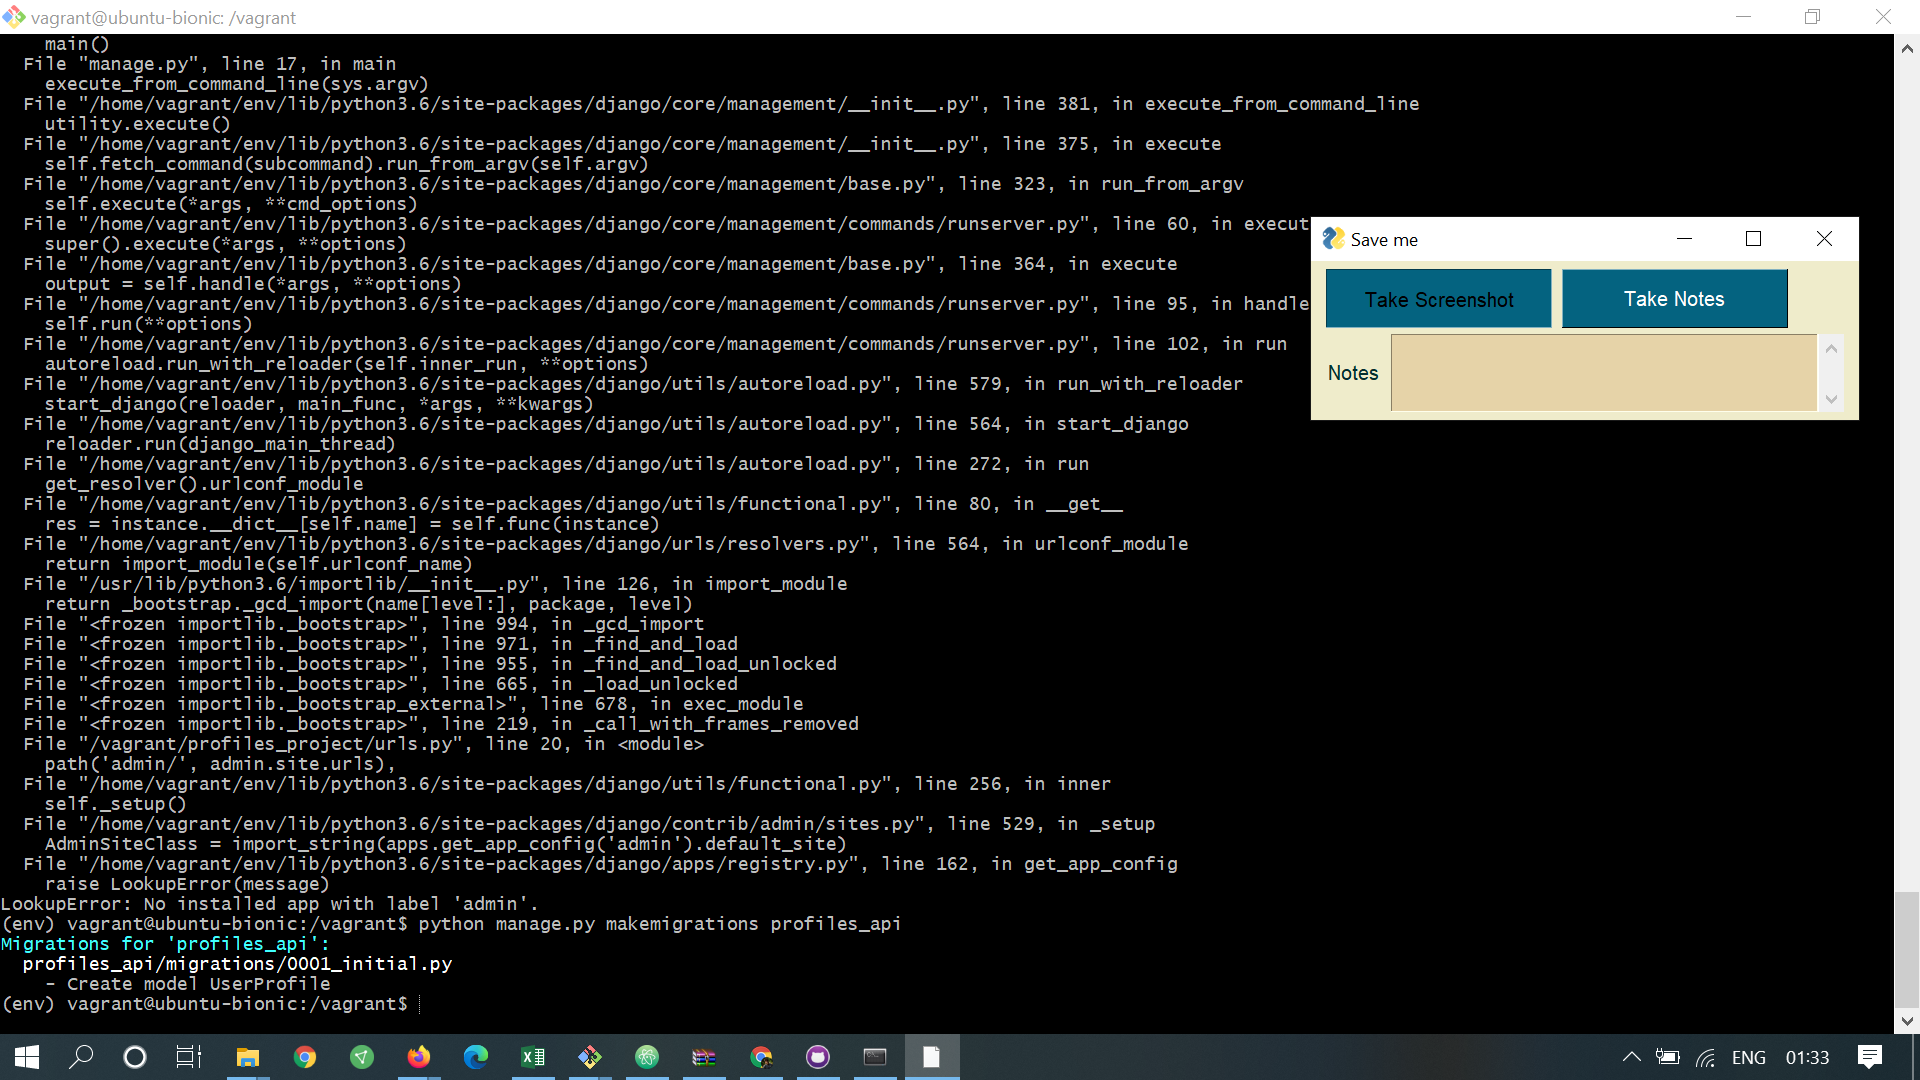 vagrant@ubuntu-bionic: /vagrant
    main()
  File "manage.py", line 17, in main
    execute_from_command_line(sys.argv)
  File "/home/vagrant/env/lib/python3.6/site-packages/django/core/management/__init__.py", line 381, in execute_from_command_line
    utility.execute()
  File "/home/vagrant/env/lib/python3.6/site-packages/django/core/management/__init__.py", line 375, in execute
    self.fetch_command(subcommand).run_from_argv(self.argv)
  File "/home/vagrant/env/lib/python3.6/site-packages/django/core/management/base.py", line 323, in run_from_argv
    self.execute(*args, **cmd_options)
  File "/home/vagrant/env/lib/python3.6/site-packages/django/core/management/commands/runserver.py", line 60, in execut
    super().execute(*args, **options)
  File "/home/vagrant/env/lib/python3.6/site-packages/django/core/management/base.py", line 364, in execute
    output = self.handle(*args, **options)
  File "/home/vagrant/env/lib/python3.6/site-packages/django/core/management/commands/runserver.py", line 95, in handle
    self.run(**options)
  File "/home/vagrant/env/lib/python3.6/site-packages/django/core/management/commands/runserver.py", line 102, in run
    autoreload.run_with_reloader(self.inner_run, **options)
  File "/home/vagrant/env/lib/python3.6/site-packages/django/utils/autoreload.py", line 579, in run_with_reloader
    start_django(reloader, main_func, *args, **kwargs)
  File "/home/vagrant/env/lib/python3.6/site-packages/django/utils/autoreload.py", line 564, in start_django
    reloader.run(django_main_thread)
  File "/home/vagrant/env/lib/python3.6/site-packages/django/utils/autoreload.py", line 272, in run
    get_resolver().urlconf_module
  File "/home/vagrant/env/lib/python3.6/site-packages/django/utils/functional.py", line 80, in __get__
    res = instance.__dict__[self.name] = self.func(instance)
  File "/home/vagrant/env/lib/python3.6/site-packages/django/urls/resolvers.py", line 564, in urlconf_module
    return import_module(self.urlconf_name)
  File "/usr/lib/python3.6/importlib/__init__.py", line 126, in import_module
    return _bootstrap._gcd_import(name[level:], package, level)
  File "<frozen importlib._bootstrap>", line 994, in _gcd_import
  File "<frozen importlib._bootstrap>", line 971, in _find_and_load
  File "<frozen importlib._bootstrap>", line 955, in _find_and_load_unlocked
  File "<frozen importlib._bootstrap>", line 665, in _load_unlocked
  File "<frozen importlib._bootstrap_external>", line 678, in exec_module
  File "<frozen importlib._bootstrap>", line 219, in _call_with_frames_removed
  File "/vagrant/profiles_project/urls.py", line 20, in <module>
    path('admin/', admin.site.urls),
  File "/home/vagrant/env/lib/python3.6/site-packages/django/utils/functional.py", line 256, in inner
    self._setup()
  File "/home/vagrant/env/lib/python3.6/site-packages/django/contrib/admin/sites.py", line 529, in _setup
    AdminSiteClass = import_string(apps.get_app_config('admin').default_site)
  File "/home/vagrant/env/lib/python3.6/site-packages/django/apps/registry.py", line 162, in get_app_config
    raise LookupError(message)
LookupError: No installed app with label 'admin'.
(env) vagrant@ubuntu-bionic:/vagrant$ python manage.py makemigrations profiles_api
Migrations for 'profiles_api':
  profiles_api/migrations/0001_initial.py
    - Create model UserProfile
(env) vagrant@ubuntu-bionic:/vagrant$
Save me
Take Screenshot
Take Notes
Notes
ENG
01:33